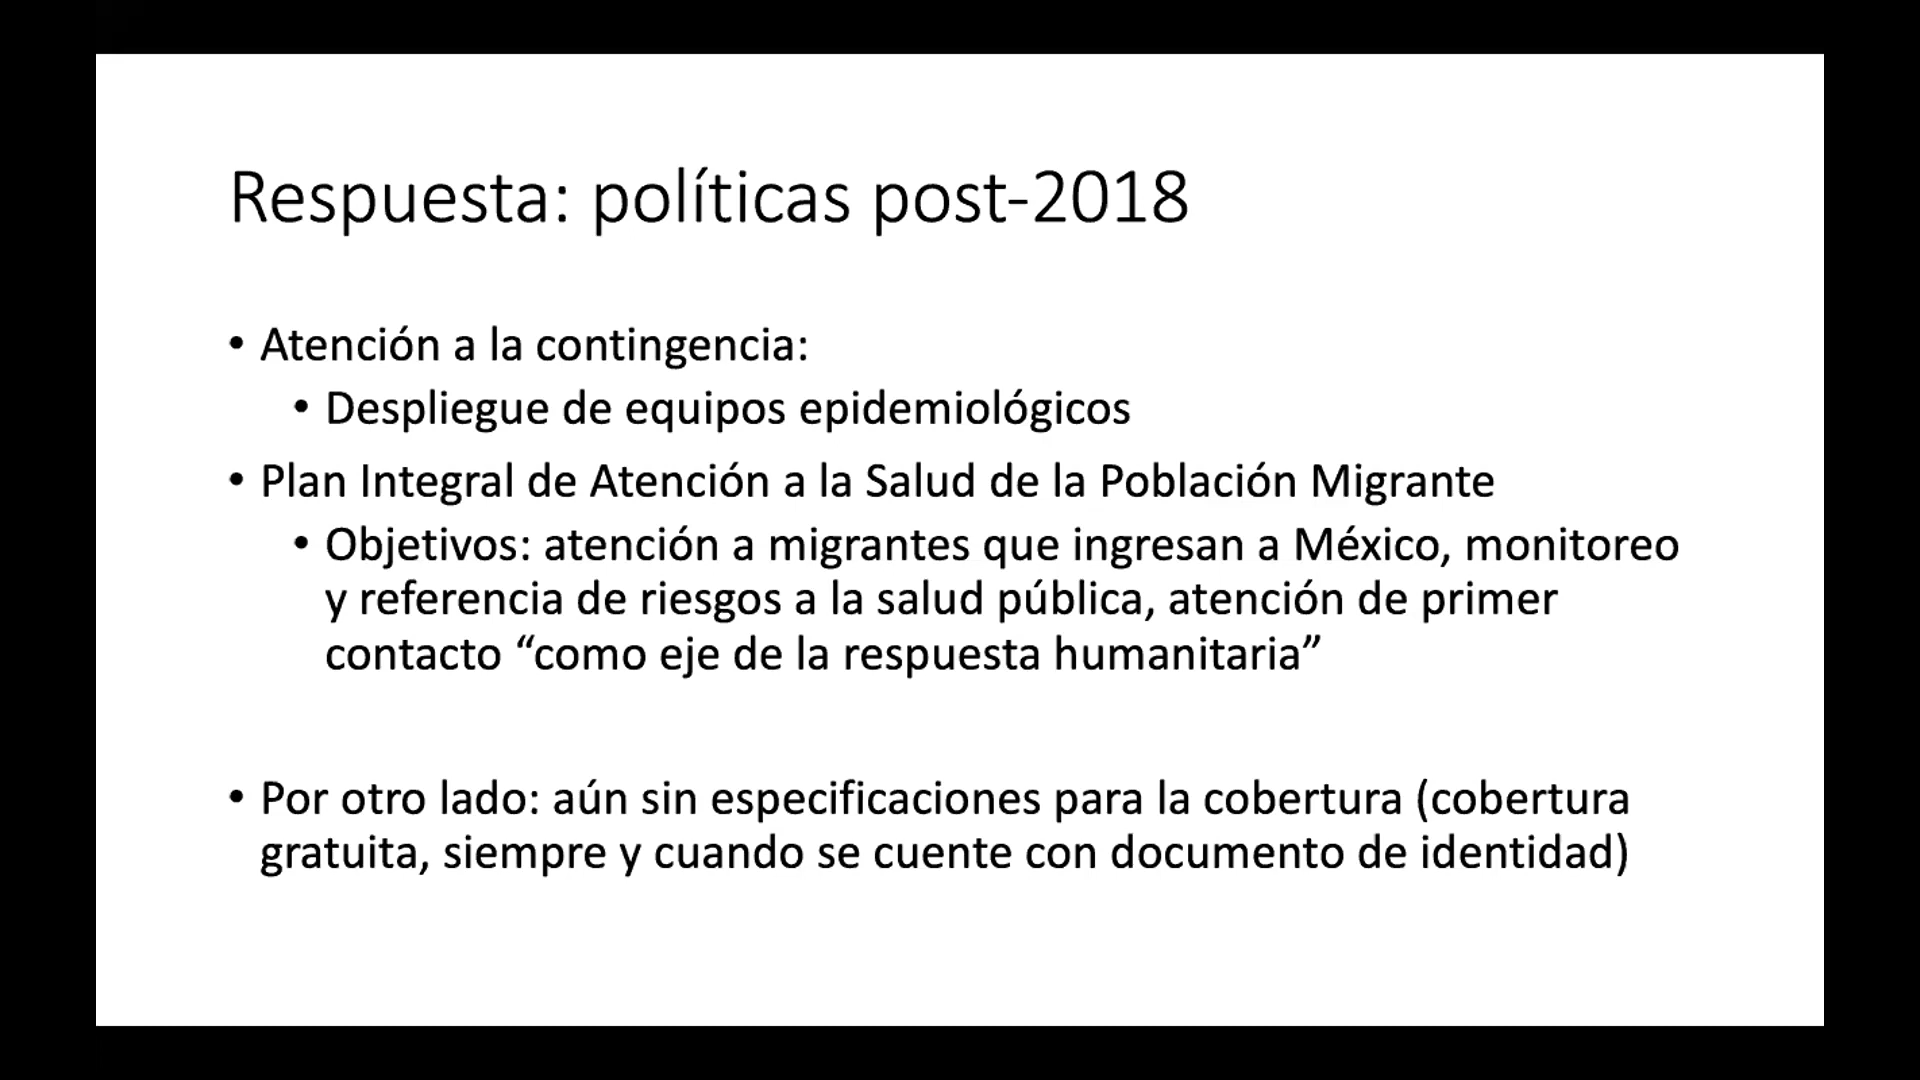 Respuesta: políticas post-2018
• Atención a la contingencia:
• Despliegue de equipos epidemiológicos
• Plan Integral de Atención a la Salud de la Población Migrante
• Objetivos: atención a migrantes que ingresan a México, monitoreo
y referencia de riesgos a la salud pública, atención de primer
contacto “como eje de la respuesta humanitaria”
• Por otro lado: aún sin especificaciones para la cobertura (cobertura
gratuita, siempre y cuando se cuente con documento de identidad)